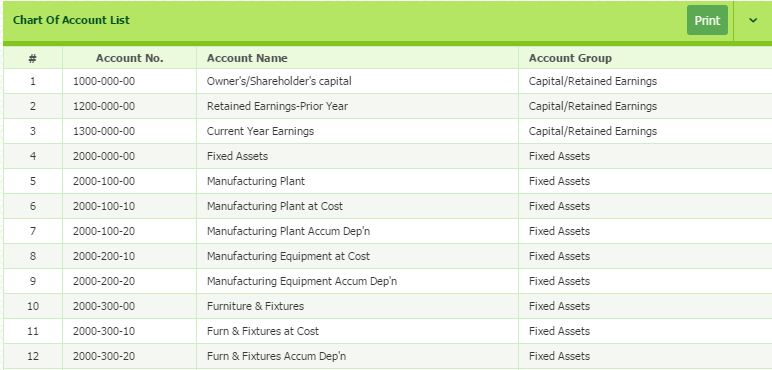 Chart Of Account List Print
# Account No. Account Name Account Group
1 1000-000-00 Owner's/Shareholder's capital Capital/Retained Earnings
2 1200-000-00 Retained Earnings-Prior Year Capital/Retained Earnings
3 1300-000-00 Current Year Earnings Capital/Retained Earnings
4 2000-000-00 Fixed Assets Fixed Assets
5 2000-100-00 Manufacturing Plant Fixed Assets
6 2000-100-10 Manufacturing Plant at Cost Fixed Assets
7 2000-100-20 Manufacturing Plant Accum Dep'n Fixed Assets
8 2000-200-10 Manufacturing Equipment at Cost Fixed Assets
9 2000-200-20 Manufacturing Equipment Accum Dep'n Fixed Assets
10 2000-300-00 Furniture & Fixtures Fixed Assets
11 2000-300-10 Furn & Fixtures at Cost Fixed Assets
12 2000-300-20 Furn & Fixtures Accum Dep'n Fixed Assets